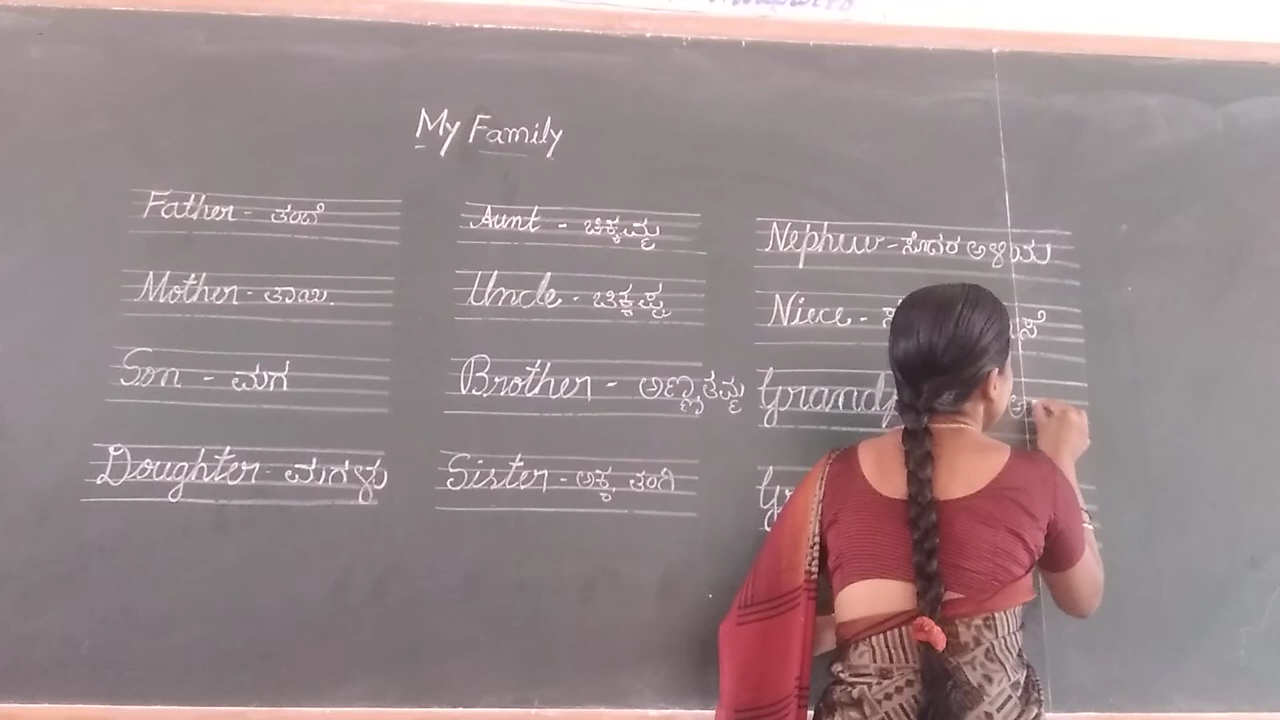 My Family
Father - ತಂದೆ
Mother - ತಾಯಿ.
Son - ಮಗ
Doughter - ಮಗಳು
Aunt - ಚಿಕ್ಕಮ್ಮ
Uncle - ಚಿಕ್ಕಪ್ಪ
Brother - ಅಣ್ಣ ತಮ್ಮ
Sister - ಅಕ್ಕ ತಂಗಿ
Nephew - ಸೋದರ ಅಳಿಯ
Niece -